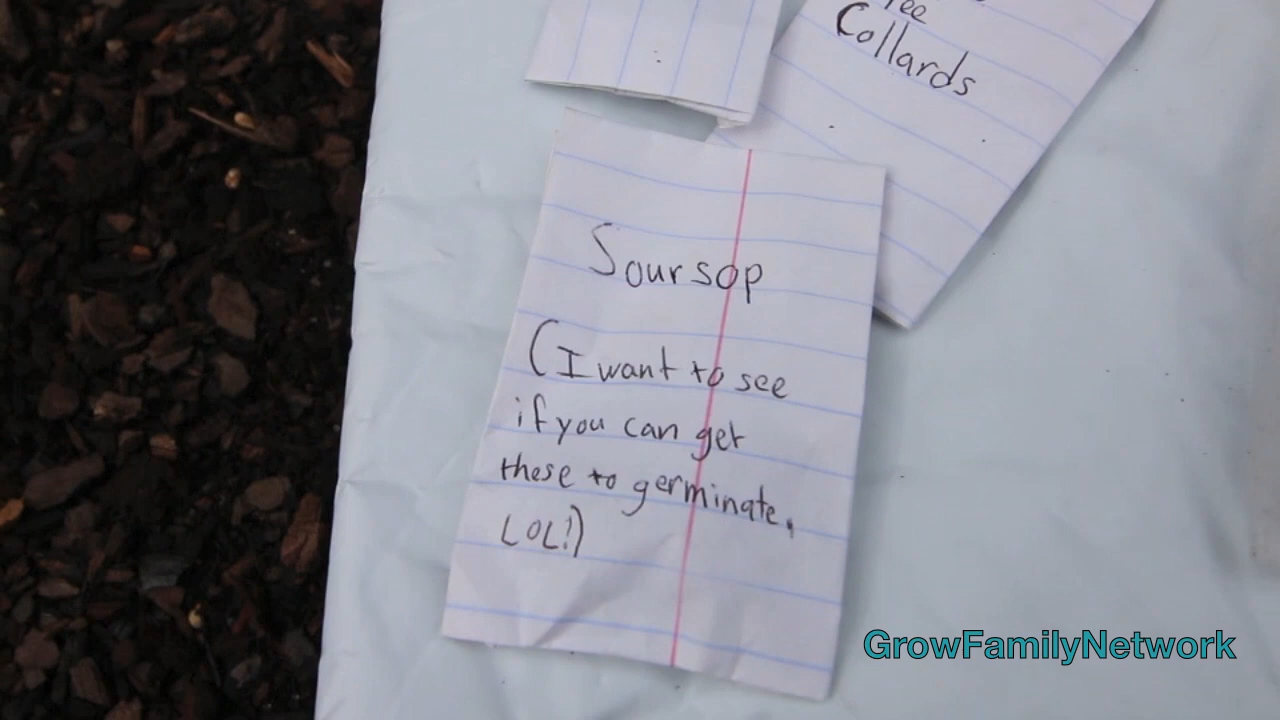 Collards
Soursop
(I want to see
if you can get
these to germinate,
LOL!)
GrowFamilyNetwork